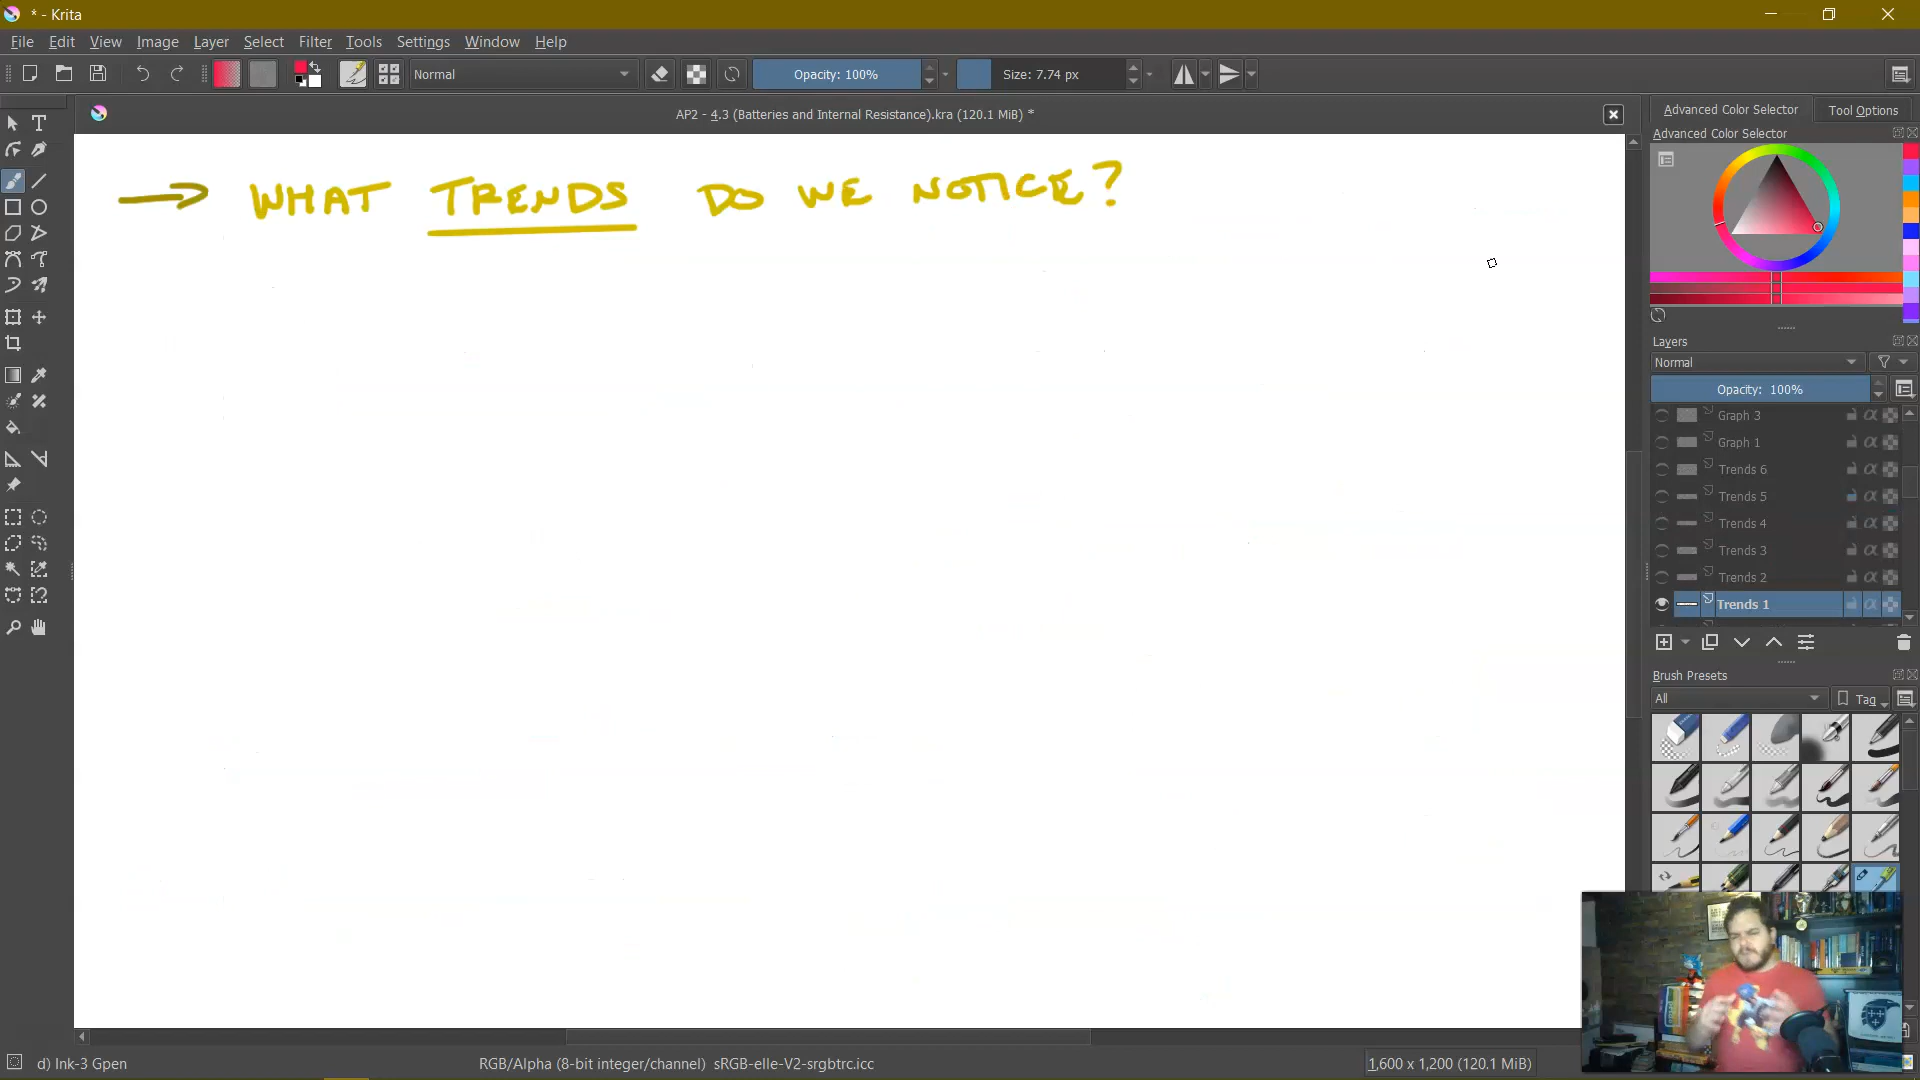 * - Krita
File Edit View Image Layer Select Filter Tools Settings Window Help
Normal Opacity: 100% Size: 7.74 px
AP2 - 4.3 (Batteries and Internal Resistance).kra (120.1 MiB) *
Advanced Color Selector Tool Options
Advanced Color Selector
→ WHAT TRENDS DO WE NOTICE?
Layers
Normal
Opacity: 100%
Graph 3
Graph 1
Trends 6
Trends 5
Trends 4
Trends 3
Trends 2
Trends 1
Brush Presets
All Tag
d) Ink-3 Gpen RGB/Alpha (8-bit integer/channel) sRGB-elle-V2-srgbtrc.icc 1,600 x 1,200 (120.1 MiB)